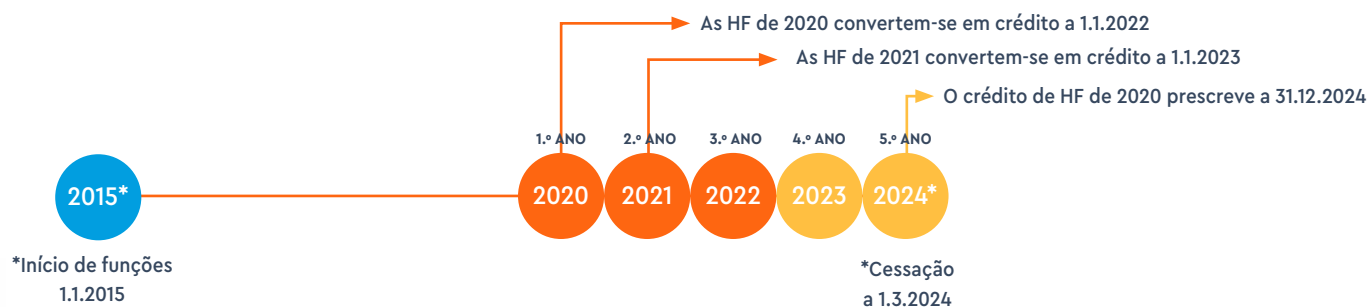 As HF de 2020 convertem-se em crédito a 1.1.2022
As HF de 2021 convertem-se em crédito a 1.1.2023
O crédito de HF de 2020 prescreve a 31.12.2024
1.º ANO
2.º ANO
3.º ANO
4.º ANO
5.º ANO
2015*
2020
2021
2022
2023
2024*
*Início de funções
1.1.2015
*Cessação
a 1.3.2024